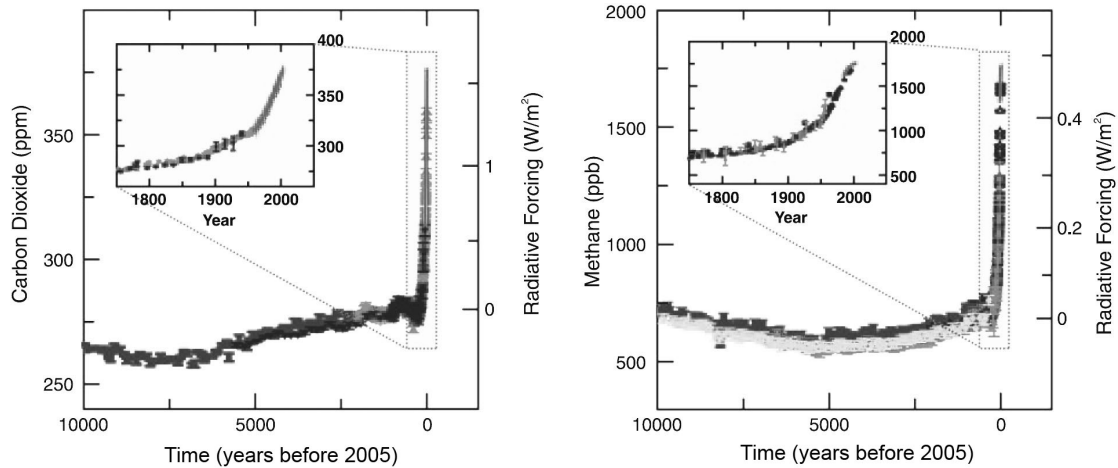 400
350
300
1800 1900 2000
Year
350
300
250
Carbon Dioxide (ppm)
1
0
Radiative Forcing (W/m²)
10000 5000 0
Time (years before 2005)
2000
1500
1000
500
1800 1900 2000
Year
2000
1500
1000
500
Methane (ppb)
0.4
0.2
0
Radiative Forcing (W/m²)
10000 5000 0
Time (years before 2005)